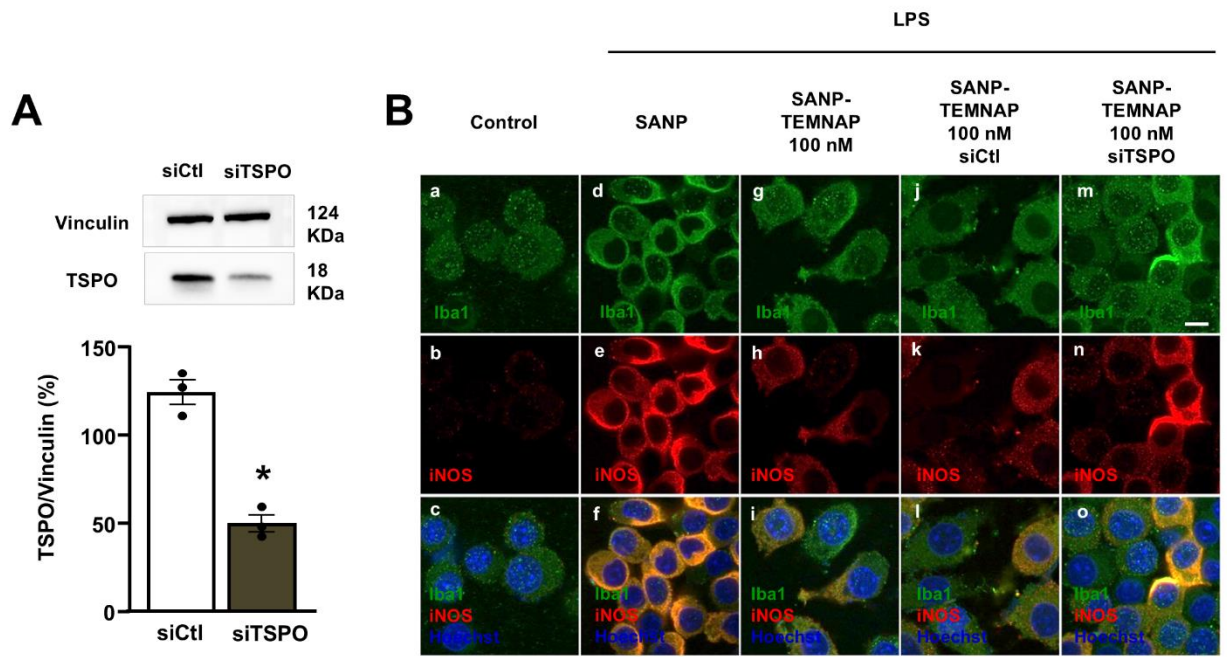 A
siCtl siTSPO
Vinculin
124
KDa
TSPO
18
KDa
TSPO/Vinculin (%)
150
100
50
0
*
siCtl siTSPO
B
LPS
Control
SANP
SANP-
TEMNAP
100 nM
SANP-
TEMNAP
100 nM
siCtl
SANP-
TEMNAP
100 nM
siTSPO
a
Iba1
d
g
Iba1
j
Iba1
m
Iba1
b
iNOS
e
iNOS
h
iNOS
k
iNOS
n
iNOS
c
Iba1
iNOS
Hoechst
f
Iba1
iNOS
Hoechst
i
Iba1
iNOS
Hoechst
l
Iba1
iNOS
Hoechst
o
Iba1
iNOS
Hoechst